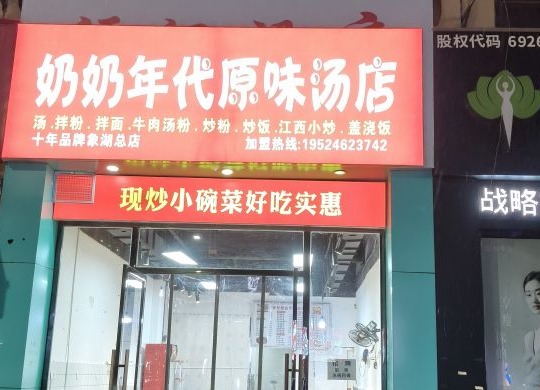 奶奶年代原味汤店
汤.拌粉.拌面.牛肉汤粉.炒粉.炒饭.江西小炒.盖浇饭
十年品牌象湖总店 加盟热线:19524623742
现炒小碗菜好吃实惠
股权代码 6926
战略